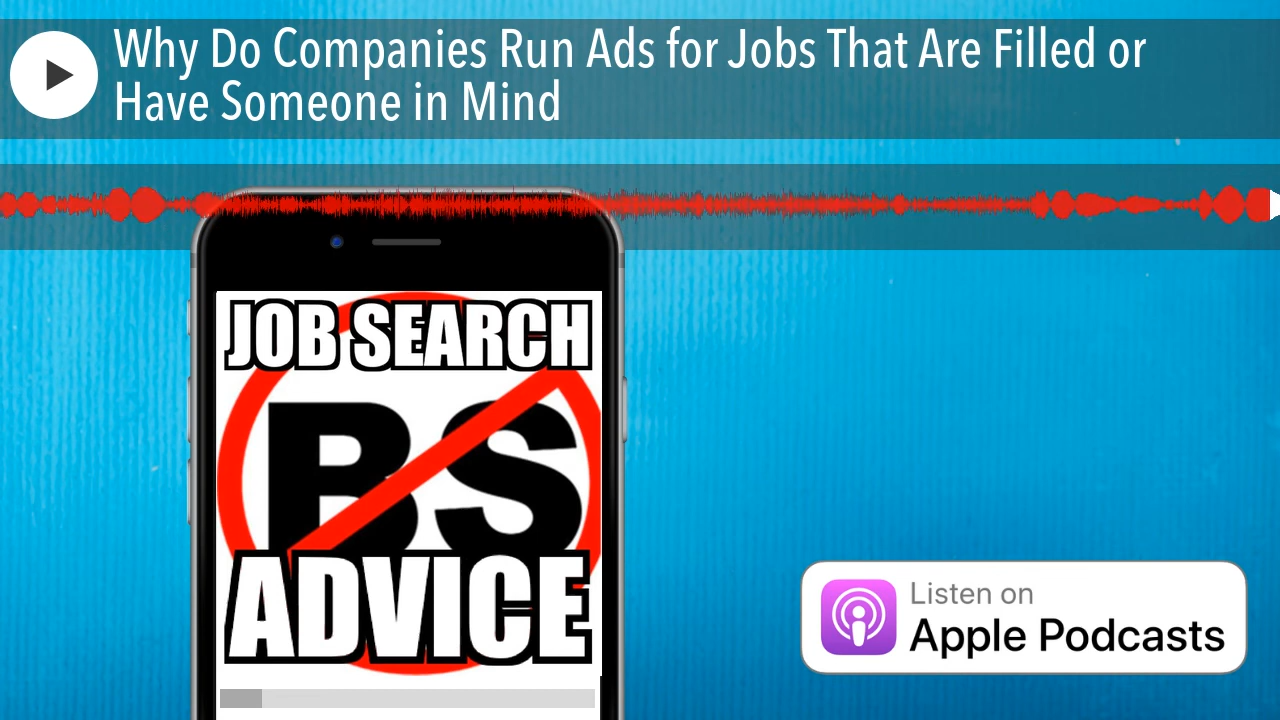 Why Do Companies Run Ads for Jobs That Are Filled or
Have Someone in Mind
JOB SEARCH
BS
ADVICE
Listen on
Apple Podcasts